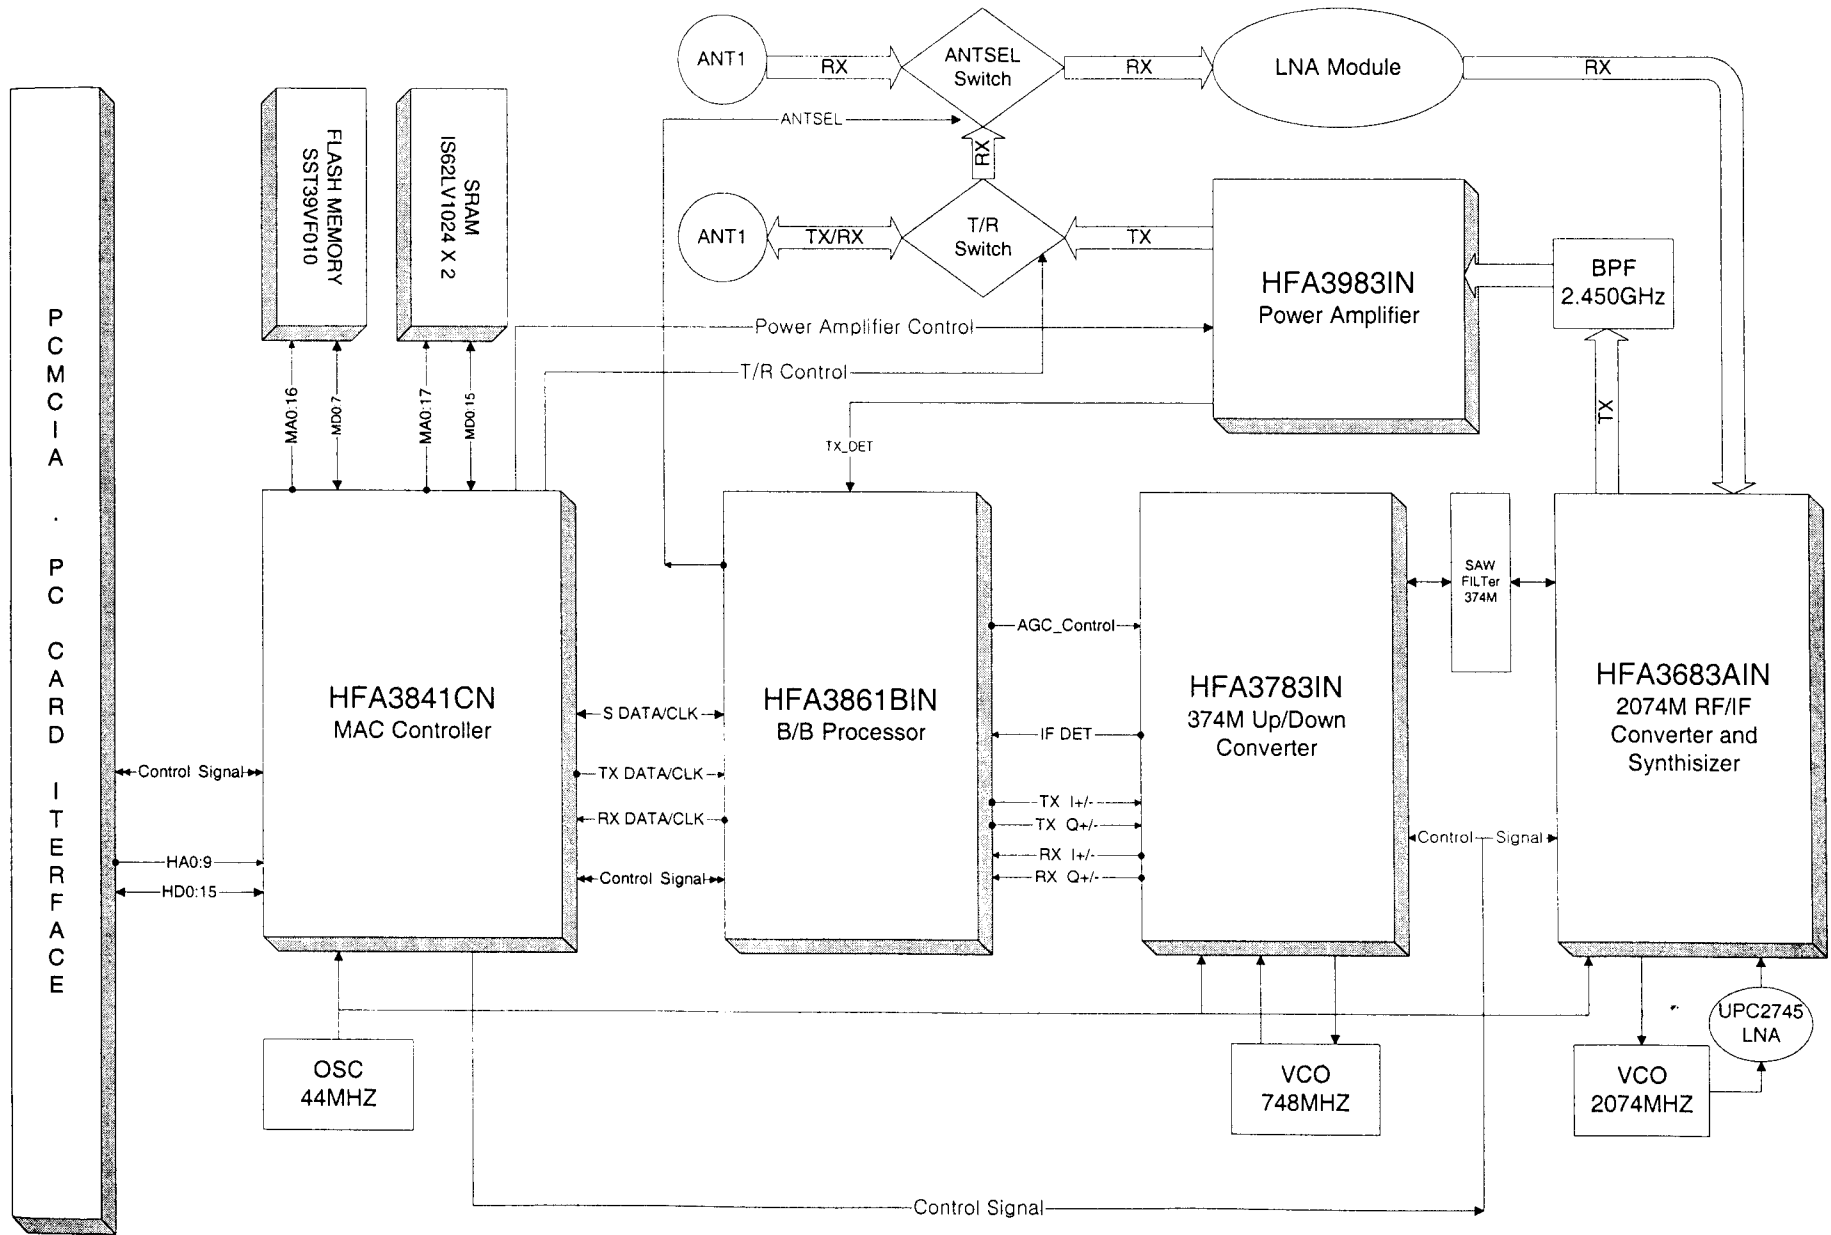 ANT1
RX
ANTSEL
Switch
RX
LNA Module
RX
ANTSEL
RX
ANT1
TX/RX
T/R
Switch
TX
HFA3983IN
Power Amplifier
BPF
2.450GHz
TX
FLASH MEMORY
SST39VF010
SRAM
IS62LV1024 X 2
Power Amplifier Control
T/R Control
TX_DET
MA0:16
MD0:7
MA0:17
MD0:15
PCMCIA . PC CARD ITERFACE
HFA3841CN
MAC Controller
HFA3861BIN
B/B Processor
HFA3783IN
374M Up/Down
Converter
SAW
FILTer
374M
HFA3683AIN
2074M RF/IF
Converter and
Synthisizer
AGC_Control
S DATA/CLK
IF DET
Control Signal
TX DATA/CLK
TX I+/-
RX DATA/CLK
TX Q+/-
Control Signal
HA0:9
RX I+/-
Control Signal
RX Q+/-
HD0:15
OSC
44MHZ
VCO
748MHZ
VCO
2074MHZ
UPC2745
LNA
Control Signal